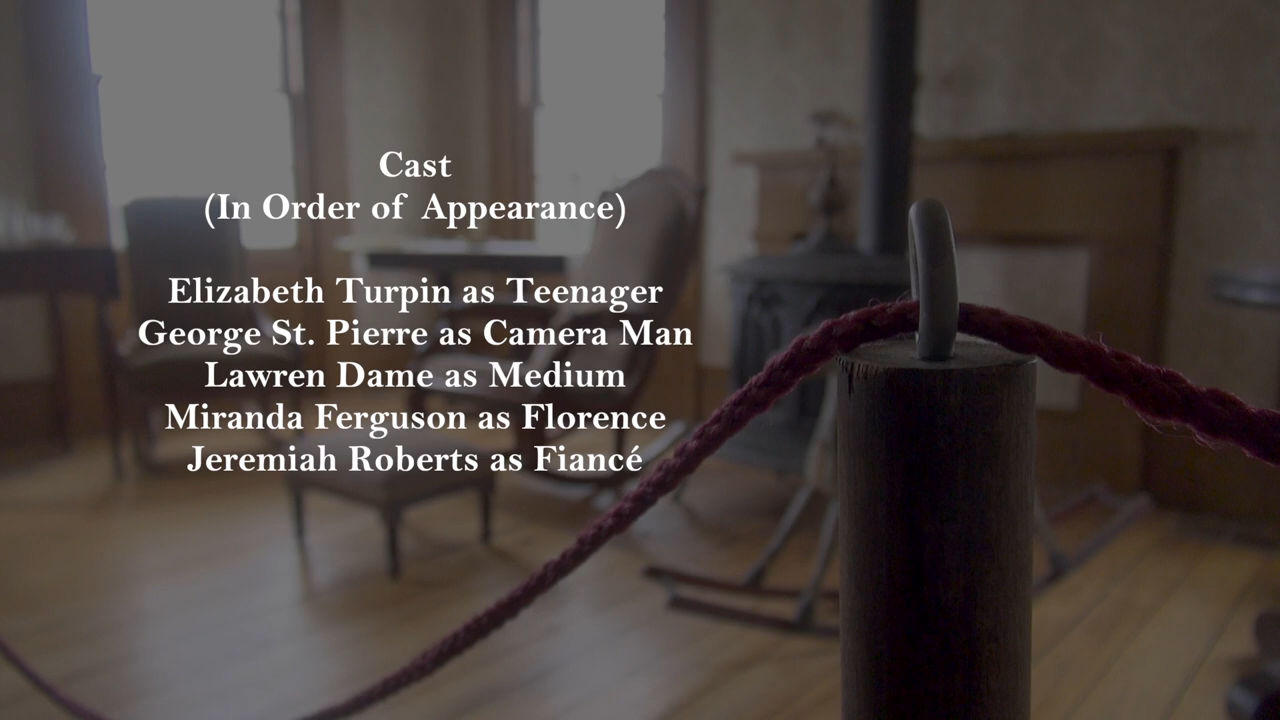 Cast
(In Order of Appearance)
Elizabeth Turpin as Teenager
George St. Pierre as Camera Man
Lawren Dame as Medium
Miranda Ferguson as Florence
Jeremiah Roberts as Fiancé